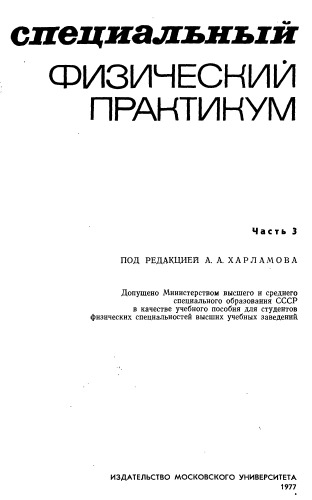 специальный
ФИЗИЧЕСКИЙ
ПРАКТИКУМ
Часть 3
ПОД РЕДАКЦИЕЙ А. А. ХАРЛАМОВА
Допущено Министерством высшего и среднего
специального образования СССР
в качестве учебного пособия для студентов
физических специальностей высших учебных заведений
ИЗДАТЕЛЬСТВО МОСКОВСКОГО УНИВЕРСИТЕТА
1977